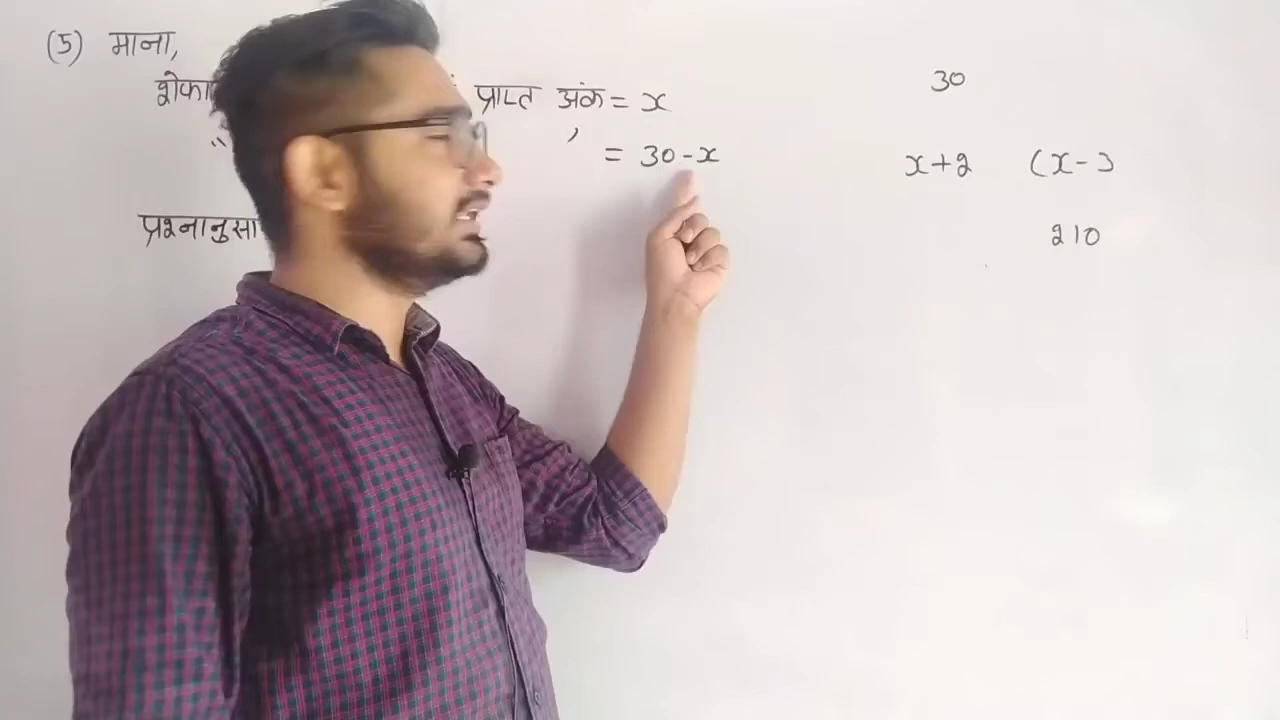 (5) माना,
प्राप्त अंक = x
" , = 30-x
प्रश्नानुसा
30
x+2 (x-3
210